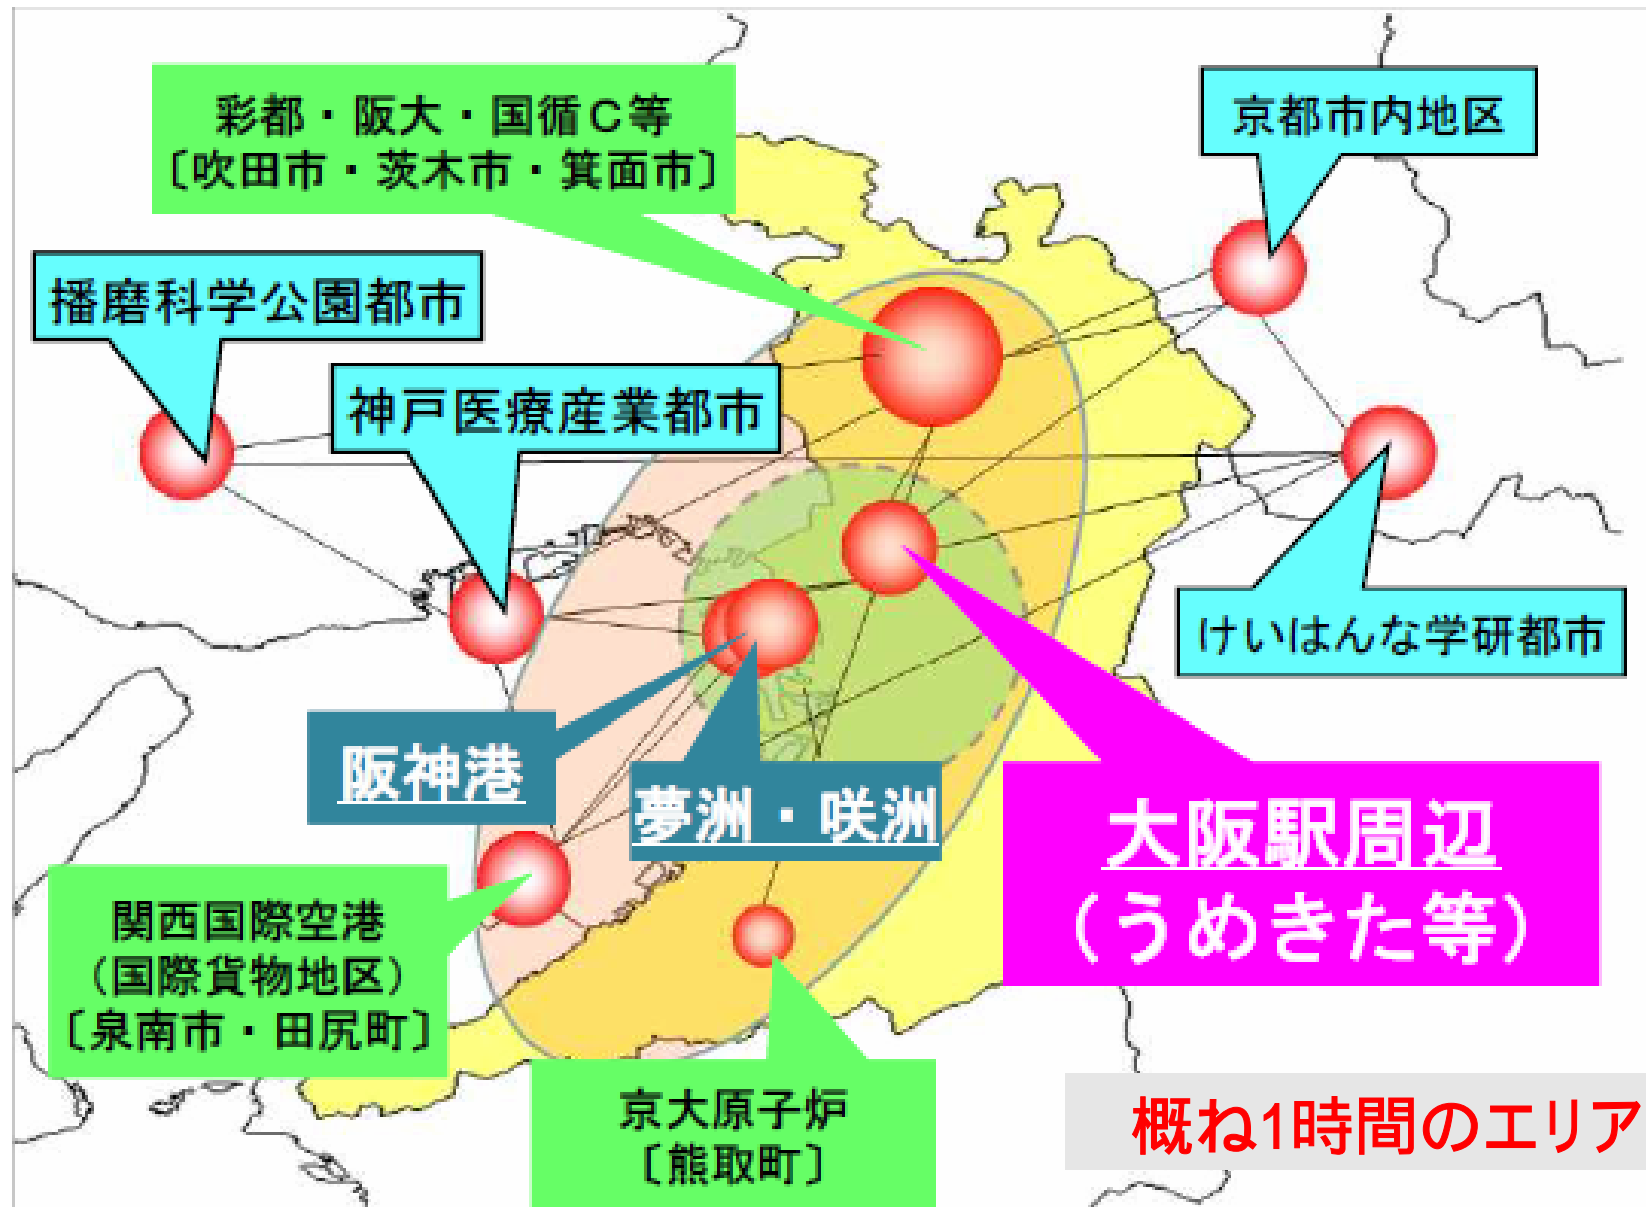 彩都・阪大・国循C等
〔吹田市・茨木市・箕面市〕
京都市内地区
播磨科学公園都市
神戸医療産業都市
けいはんな学研都市
阪神港
夢洲・咲洲
大阪駅周辺
（うめきた等）
関西国際空港
（国際貨物地区）
〔泉南市・田尻町〕
京大原子炉
〔熊取町〕
概ね1時間のエリア